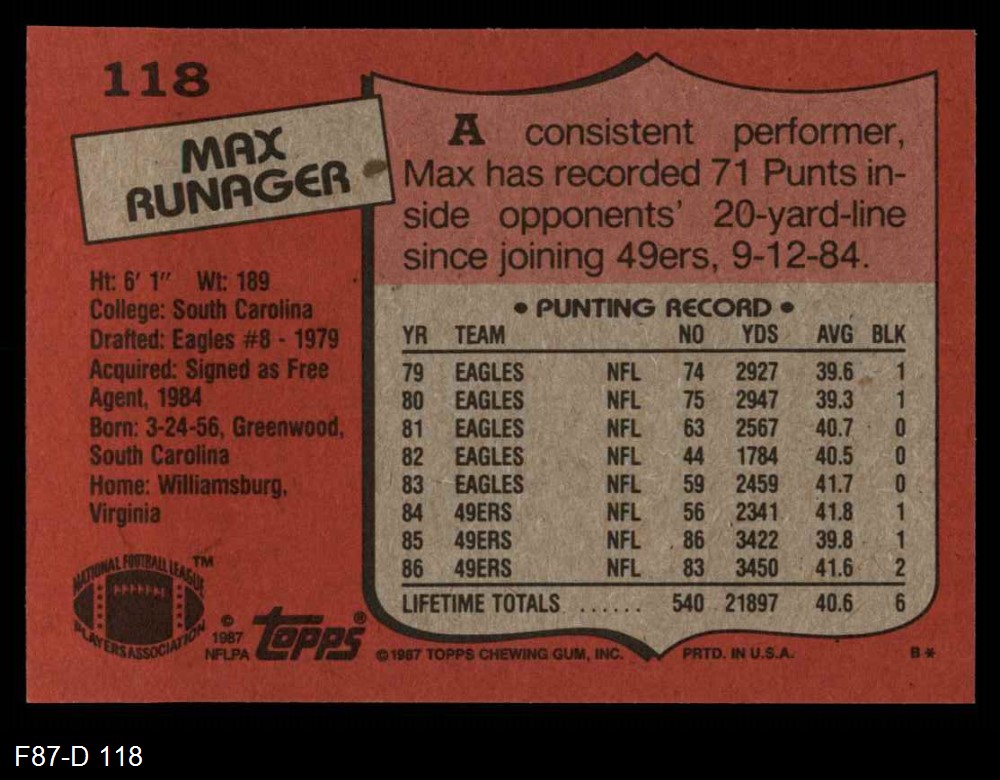 118
MAX
RUNAGER
Ht: 6' 1" Wt: 189
College: South Carolina
Drafted: Eagles #8 - 1979
Acquired: Signed as Free
Agent, 1984
Born: 3-24-56, Greenwood,
South Carolina
Home: Williamsburg,
Virginia
NATIONAL FOOTBALL LEAGUE ™
PLAYERS ASSOCIATION
© 1987 NFLPA
Topps®
A consistent performer,
Max has recorded 71 Punts in-
side opponents' 20-yard-line
since joining 49ers, 9-12-84.
• PUNTING RECORD •
YR TEAM NO YDS AVG BLK
79 EAGLES NFL 74 2927 39.6 1
80 EAGLES NFL 75 2947 39.3 1
81 EAGLES NFL 63 2567 40.7 0
82 EAGLES NFL 44 1784 40.5 0
83 EAGLES NFL 59 2459 41.7 0
84 49ERS NFL 56 2341 41.8 1
85 49ERS NFL 86 3422 39.8 1
86 49ERS NFL 83 3450 41.6 2
LIFETIME TOTALS ...... 540 21897 40.6 6
©1987 TOPPS CHEWING GUM, INC. PRTD. IN U.S.A. B*
F87-D 118